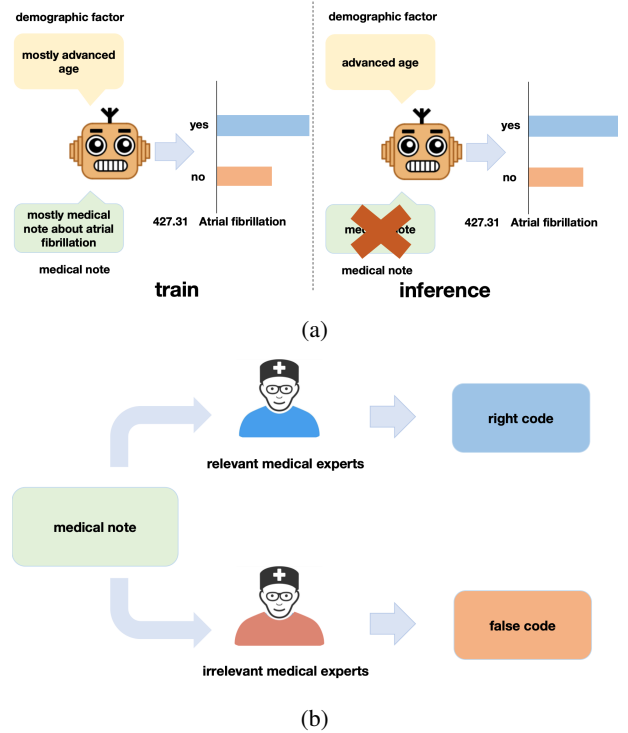 demographic factor
mostly advanced
age
yes
no
mostly medical
note about atrial
fibrillation
427.31 Atrial fibrillation
medical note
train
demographic factor
advanced age
yes
no
427.31 Atrial fibrillation
medical note
inference
(a)
relevant medical experts
right code
medical note
irrelevant medical experts
false code
(b)